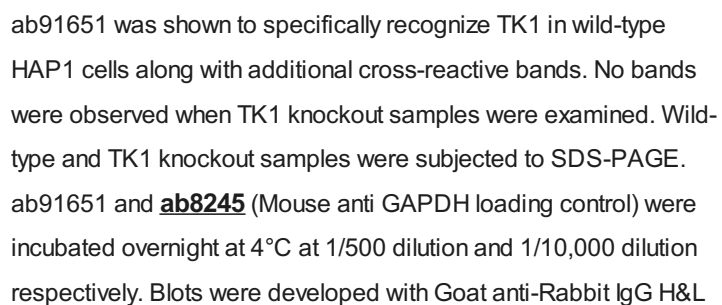 ab91651 was shown to specifically recognize TK1 in wild-type
HAP1 cells along with additional cross-reactive bands. No bands
were observed when TK1 knockout samples were examined. Wild-
type and TK1 knockout samples were subjected to SDS-PAGE.
ab91651 and ab8245 (Mouse anti GAPDH loading control) were
incubated overnight at 4°C at 1/500 dilution and 1/10,000 dilution
respectively. Blots were developed with Goat anti-Rabbit IgG H&L